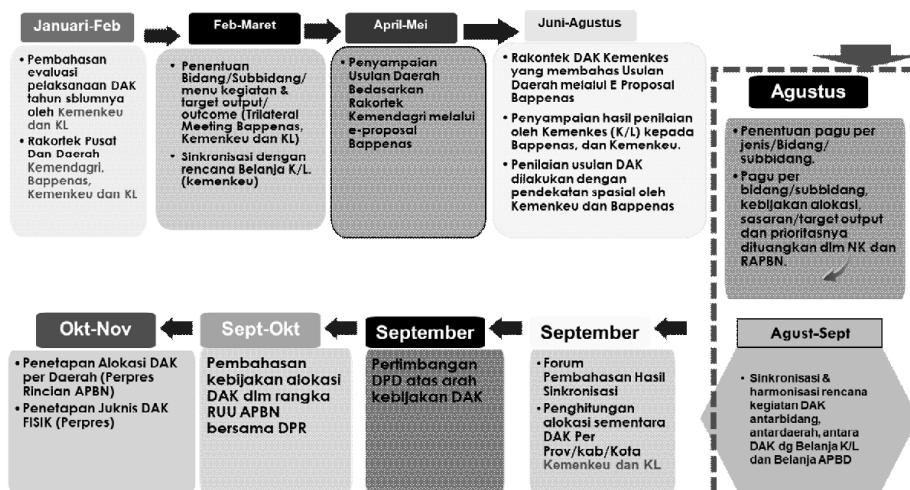 Januari-Feb
• Pembahasan
evaluasi
pelaksanaan DAK
tahun sblumnya
oleh Kemenkeu
dan KL
• Rakortek Pusat
Dan Daerah
Kemendagri,
Bappenas,
Kemenkeu dan KL
Feb-Maret
• Penentuan
Bidang/Subbidang/
menu kegiatan &
target output/
outcome (Trilateral
Meeting Bappenas,
Kemenkeu dan KL)
• Sinkronisasi dengan
rencana Belanja K/L.
(kemenkeu)
April-Mei
• Penyampaian
Usulan Daerah
Bedasarkan
Rakortek
Kemendagri melalui
e-proposal
Bappenas
Juni-Agustus
• Rakontek DAK Kemenkes
yang membahas Usulan
Daerah melalui E Proposal
Bappenas
• Penyampaian hasil penilaian
oleh Kemenkes (K/L) kepada
Bappenas, dan Kemenkeu.
• Penilaian usulan DAK
dilakukan dengan
pendekatan spasial oleh
Kemenkeu dan Bappenas
Agustus
• Penentuan pagu per
jenis/Bidang/
subbidang.
• Pagu per
bidang/subbidang,
kebijakan alokasi,
sasaran/target output
dan prioritasnya
dituangkan dlm NK dan
RAPBN.
Agust-Sept
• Sinkronisasi &
harmonisasi rencana
kegiatan DAK
antarbidang,
antardaerah, antara
DAK dg Belanja K/L
dan Belanja APBD
September
• Forum
Pembahasan Hasil
Sinkronisasi
• Penghitungan
alokasi sementara
DAK Per
Prov/kab/Kota
Kemenkeu dan KL
September
Pertimbangan
DPD atas arah
kebijakan DAK
Sept-Okt
Pembahasan
kebijakan alokasi
DAK dlm rangka
RUU APBN
bersama DPR
Okt-Nov
• Penetapan Alokasi DAK
per Daerah (Perpres
Rincian APBN)
• Penetapan Juknis DAK
FISIK (Perpres)